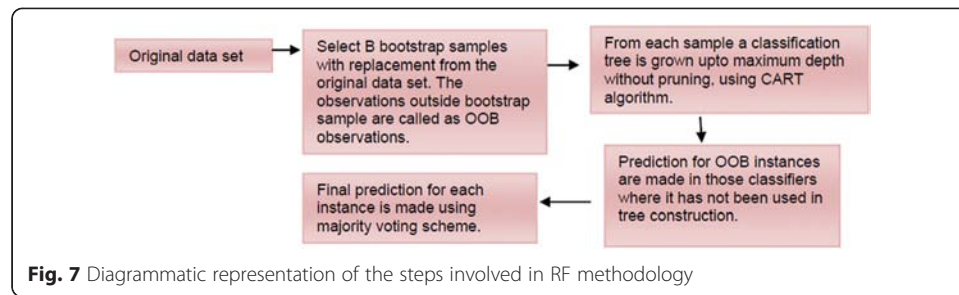 Original data set
Select B bootstrap samples
with replacement from the
original data set. The
observations outside bootstrap
sample are called as OOB
observations.
From each sample a classification
tree is grown upto maximum depth
without pruning, using CART
algorithm.
Prediction for OOB instances
are made in those classifiers
where it has not been used in
tree construction.
Final prediction for each
instance is made using
majority voting scheme.
Fig. 7 Diagrammatic representation of the steps involved in RF methodology